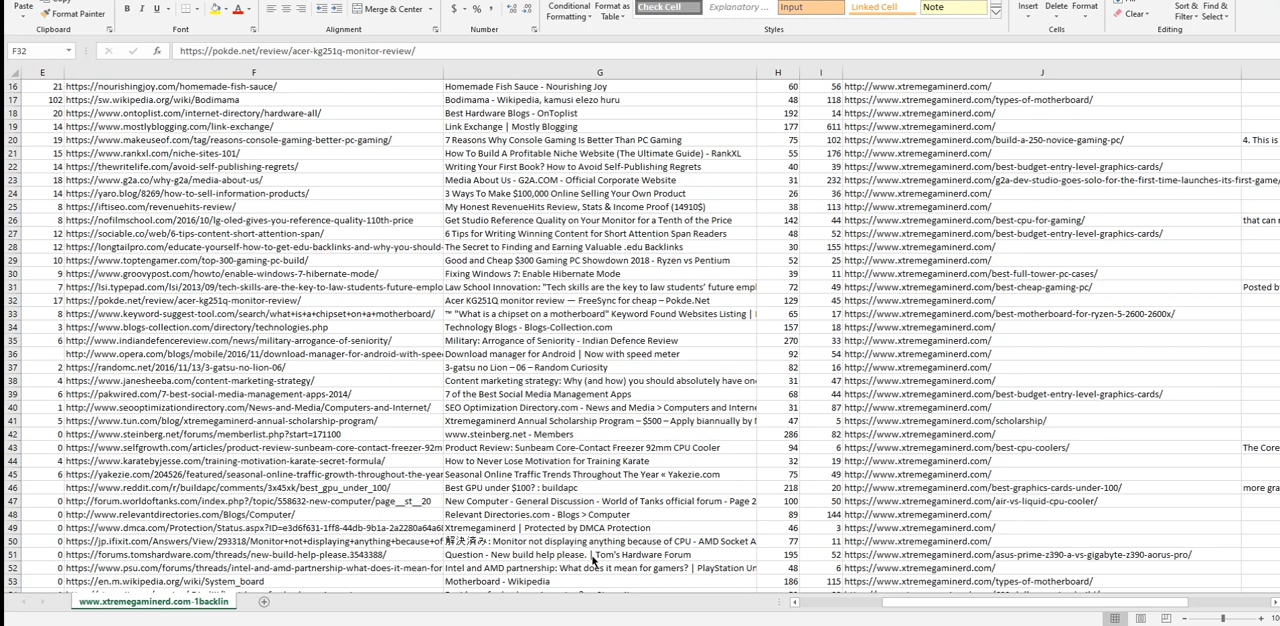 Paste
Format Painter
Clipboard
B I U
Font
Merge & Center
Alignment
$ % ,
Number
Conditional Formatting
Format as Table
Check Cell
Explanatory ...
Input
Linked Cell
Note
Styles
Insert Delete Format
Cells
Clear
Sort & Filter
Find & Select
Editing
F32
fx
https://pokde.net/review/acer-kg251q-monitor-review/
E F G H I J
16 21 https://nourishingjoy.com/homemade-fish-sauce/ Homemade Fish Sauce - Nourishing Joy 60 56 http://www.xtremegaminerd.com/
17 102 https://sw.wikipedia.org/wiki/Bodimama Bodimama - Wikipedia, kamusi elezo huru 48 118 http://www.xtremegaminerd.com/types-of-motherboard/
18 20 https://www.ontoplist.com/internet-directory/hardware-all/ Best Hardware Blogs - OnToplist 192 14 http://www.xtremegaminerd.com/
19 14 https://www.mostlyblogging.com/link-exchange/ Link Exchange | Mostly Blogging 177 611 http://www.xtremegaminerd.com/
20 19 https://www.makeuseof.com/tag/reasons-console-gaming-better-pc-gaming/ 7 Reasons Why Console Gaming Is Better Than PC Gaming 75 102 http://www.xtremegaminerd.com/build-a-250-novice-gaming-pc/ 4. This is
21 15 https://www.rankxl.com/niche-sites-101/ How To Build A Profitable Niche Website (The Ultimate Guide) - RankXL 55 176 http://www.xtremegaminerd.com/
22 14 https://thewritelife.com/avoid-self-publishing-regrets/ Writing Your First Book? How to Avoid Self-Publishing Regrets 40 39 http://www.xtremegaminerd.com/best-budget-entry-level-graphics-cards/
23 18 https://www.g2a.co/why-g2a/media-about-us/ Media About Us - G2A.COM - Official Corporate Website 31 232 http://www.xtremegaminerd.com/g2a-dev-studio-goes-solo-for-the-first-time-launches-its-first-game/
24 14 https://yaro.blog/8269/how-to-sell-information-products/ 3 Ways To Make $100,000 Online Selling Your Own Product 26 36 http://www.xtremegaminerd.com/
25 8 https://iftiseo.com/revenuehits-review/ My Honest RevenueHits Review, Stats & Income Proof (14910$) 38 113 http://www.xtremegaminerd.com/
26 8 https://nofilmschool.com/2016/10/lg-oled-gives-you-reference-quality-110th-price Get Studio Reference Quality on Your Monitor for a Tenth of the Price 142 44 http://www.xtremegaminerd.com/best-cpu-for-gaming/ that can
27 12 https://sociable.co/web/6-tips-content-short-attention-span/ 6 Tips for Writing Winning Content for Short Attention Span Readers 48 52 http://www.xtremegaminerd.com/best-budget-entry-level-graphics-cards/
28 12 https://longtailpro.com/educate-yourself-how-to-get-edu-backlinks-and-why-you-should- The Secret to Finding and Earning Valuable .edu Backlinks 30 155 http://www.xtremegaminerd.com/
29 10 https://www.toptengamer.com/top-300-gaming-pc-build/ Good and Cheap $300 Gaming PC Showdown 2018 - Ryzen vs Pentium 52 25 http://www.xtremegaminerd.com/
30 9 https://www.groovypost.com/howto/enable-windows-7-hibernate-mode/ Fixing Windows 7: Enable Hibernate Mode 39 11 http://www.xtremegaminerd.com/best-full-tower-pc-cases/
31 7 https://lsi.typepad.com/lsi/2013/09/tech-skills-are-the-key-to-law-students-future-emplo Law School Innovation: "Tech skills are the key to law students' future empl 72 49 http://www.xtremegaminerd.com/best-cheap-gaming-pc/ Posted b
32 17 https://pokde.net/review/acer-kg251q-monitor-review/ Acer KG251Q monitor review — FreeSync for cheap – Pokde.Net 129 45 http://www.xtremegaminerd.com/
33 8 https://www.keyword-suggest-tool.com/search/what+is+a+chipset+on+a+motherboard/ ™ "What is a chipset on a motherboard" Keyword Found Websites Listing | 65 17 http://www.xtremegaminerd.com/best-motherboard-for-ryzen-5-2600-2600x/
34 3 http://www.blogs-collection.com/directory/technologies.php Technology Blogs - Blogs-Collection.com 157 18 http://www.xtremegaminerd.com/
35 6 http://www.indiandefencereview.com/news/military-arrogance-of-seniority/ Military: Arrogance of Seniority - Indian Defence Review 270 33 http://www.xtremegaminerd.com/
36 http://www.opera.com/blogs/mobile/2016/11/download-manager-for-android-with-spee Download manager for Android | Now with speed meter 92 54 http://www.xtremegaminerd.com/
37 2 https://randomc.net/2016/11/13/3-gatsu-no-lion-06/ 3-gatsu no Lion – 06 – Random Curiosity 82 16 http://www.xtremegaminerd.com/
38 4 https://www.janesheeba.com/content-marketing-strategy/ Content marketing strategy: Why (and how) you should absolutely have on 31 47 http://www.xtremegaminerd.com/
39 6 https://pakwired.com/7-best-social-media-management-apps-2014/ 7 of the Best Social Media Management Apps 68 44 http://www.xtremegaminerd.com/best-budget-entry-level-graphics-cards/
40 1 http://www.seooptimizationdirectory.com/News-and-Media/Computers-and-Internet/ SEO Optimization Directory.com - News and Media > Computers and Intern 31 87 http://www.xtremegaminerd.com/
41 5 https://www.tun.com/blog/xtremegaminerd-annual-scholarship-program/ Xtremegaminerd Annual Scholarship Program – $500 – Apply biannually by 47 5 http://www.xtremegaminerd.com/scholarship/
42 0 http://www.steinberg.net/forums/memberlist.php?start=171100 www.steinberg.net - Members 286 82 http://www.xtremegaminerd.com/
43 0 https://www.selfgrowth.com/articles/product-review-sunbeam-core-contact-freezer-92m Product Review: Sunbeam Core-Contact Freezer 92mm CPU Cooler 94 6 http://www.xtremegaminerd.com/best-cpu-coolers/ The Core
44 4 https://www.karatebyjesse.com/training-motivation-karate-secret-formula/ How to Never Lose Motivation for Training Karate 32 19 http://www.xtremegaminerd.com/
45 6 https://yakezie.com/204526/featured/seasonal-online-traffic-growth-throughout-the-year Seasonal Online Traffic Trends Throughout The Year « Yakezie.com 75 49 http://www.xtremegaminerd.com/
46 https://www.reddit.com/r/buildapc/comments/3x45xk/best_gpu_under_100/ Best GPU under $100? : buildapc 218 20 http://www.xtremegaminerd.com/best-graphics-cards-under-100/ more gra
47 0 http://forum.worldoftanks.com/index.php?/topic/558632-new-computer/page__st__20 New Computer - General Discussion - World of Tanks official forum - Page 2 100 50 http://www.xtremegaminerd.com/air-vs-liquid-cpu-cooler/
48 0 http://www.relevantdirectories.com/Blogs/Computer/ Relevant Directories.com - Blogs > Computer 89 144 http://www.xtremegaminerd.com/
49 0 https://www.dmca.com/Protection/Status.aspx?ID=e3d6f631-1ff8-44db-9b1a-2a2280a64a6 Xtremegaminerd | Protected by DMCA Protection 46 3 http://www.xtremegaminerd.com/
50 0 https://jp.ifixit.com/Answers/View/293318/Monitor+not+displaying+anything+because+of 解決済み: Monitor not displaying anything because of CPU - AMD Socket A 77 11 http://www.xtremegaminerd.com/
51 0 https://forums.tomshardware.com/threads/new-build-help-please.3543388/ Question - New build help please. | Tom's Hardware Forum 195 52 http://www.xtremegaminerd.com/asus-prime-z390-a-vs-gigabyte-z390-aorus-pro/
52 0 https://www.psu.com/forums/threads/intel-and-amd-partnership-what-does-it-mean-for Intel and AMD partnership: What does it mean for gamers? | PlayStation Un 48 6 http://www.xtremegaminerd.com/
53 0 https://en.m.wikipedia.org/wiki/System_board Motherboard - Wikipedia 186 115 http://www.xtremegaminerd.com/types-of-motherboard/
www.xtremegaminerd.com-1backlin
10